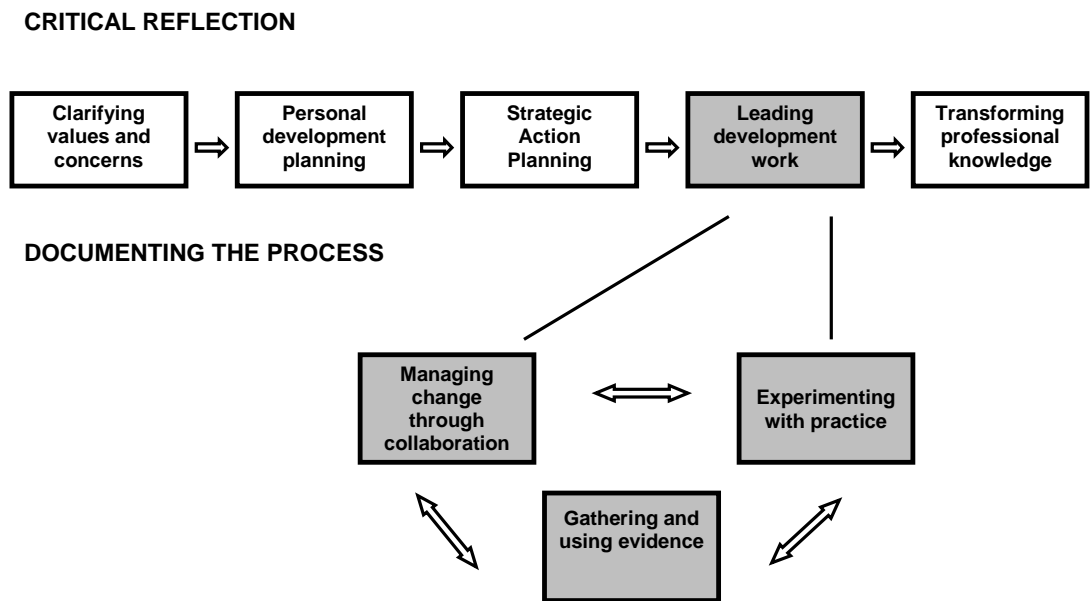 CRITICAL REFLECTION
Clarifying
values and
concerns
Personal
development
planning
Strategic
Action
Planning
Leading
development
work
Transforming
professional
knowledge
DOCUMENTING THE PROCESS
Managing
change
through
collaboration
Experimenting
with practice
Gathering and
using evidence